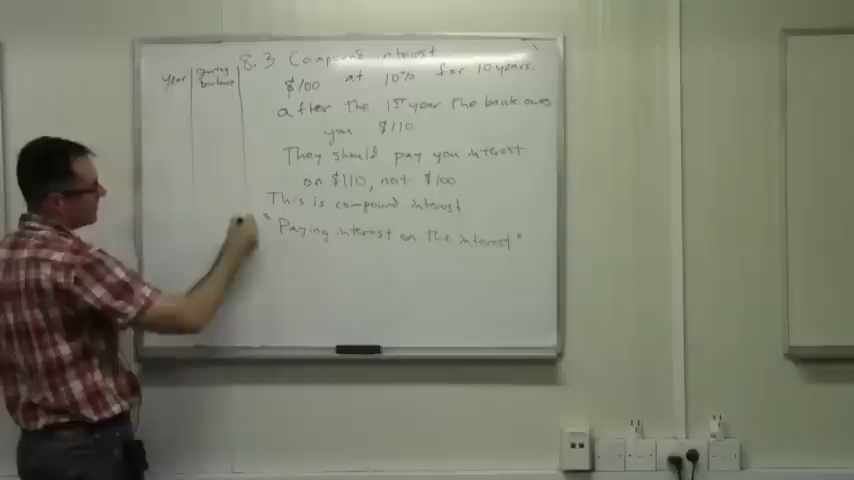 8.3 Compound interest
$100 at 10% for 10 years.
after the 1ST year the bank owes
you $110
They should pay you interest
on $110, not $100
This is compound interest
"Paying interest on the interest"
Year